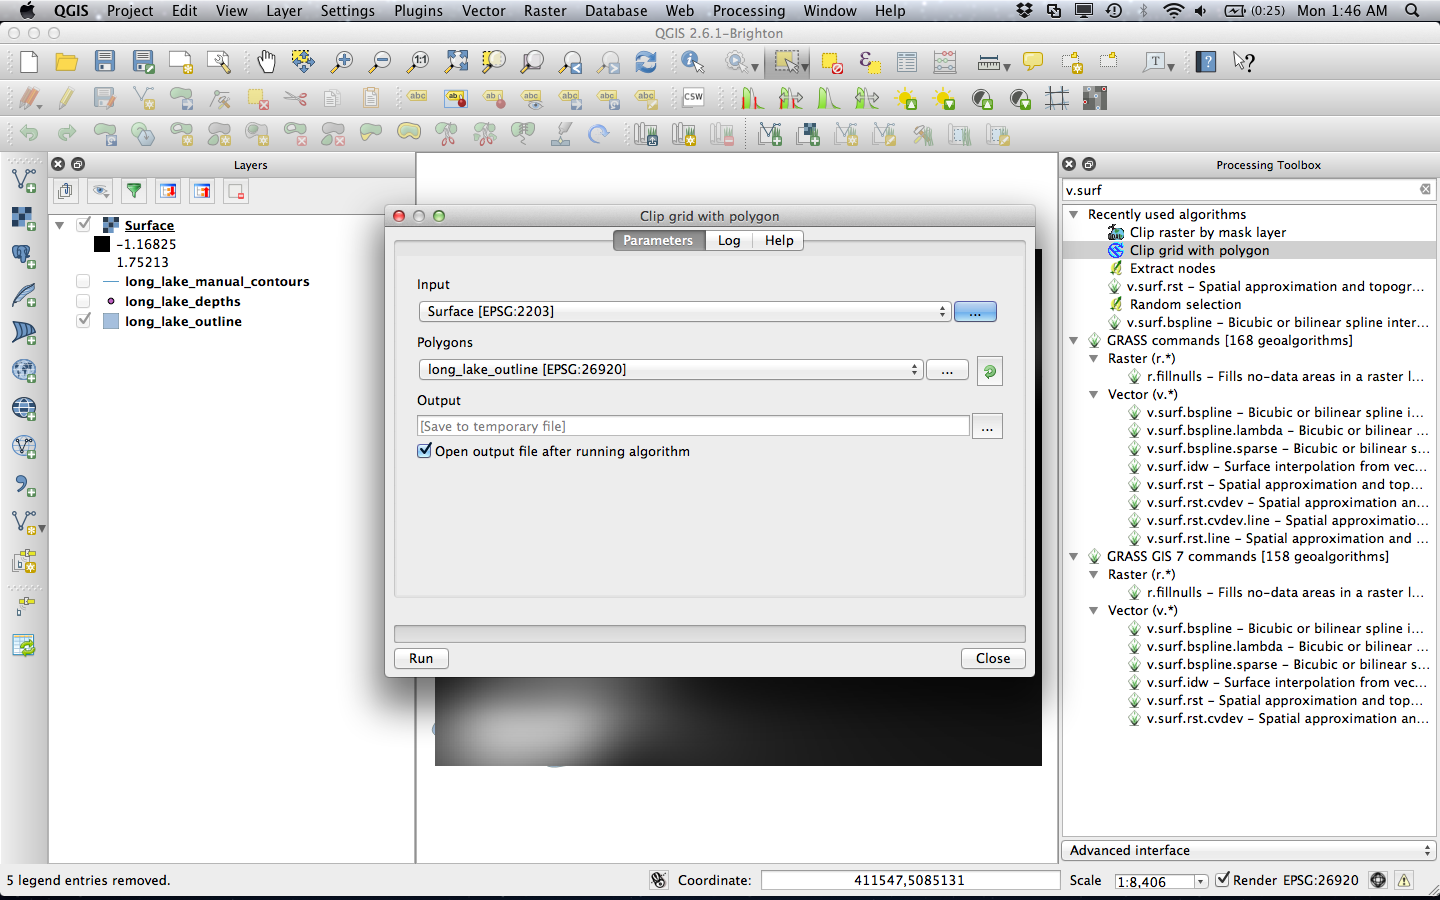 QGIS Project Edit View Layer Settings Plugins Vector Raster Database Web Processing Window Help (0:25) Mon 1:46 AM
QGIS 2.6.1-Brighton
1:1
T
?
?
abc
ab
ab
abc
abc
abc
abc
CSW
Layers
Surface
-1.16825
1.75213
long_lake_manual_contours
long_lake_depths
long_lake_outline
Clip grid with polygon
Parameters Log Help
Input
Surface [EPSG:2203]
...
Polygons
long_lake_outline [EPSG:26920]
...
Output
[Save to temporary file]
...
Open output file after running algorithm
Run
Close
Processing Toolbox
v.surf
Recently used algorithms
Clip raster by mask layer
Clip grid with polygon
Extract nodes
v.surf.rst - Spatial approximation and topogr...
Random selection
v.surf.bspline - Bicubic or bilinear spline inter...
GRASS commands [168 geoalgorithms]
Raster (r.*)
r.fillnulls - Fills no-data areas in a raster l...
Vector (v.*)
v.surf.bspline - Bicubic or bilinear spline i...
v.surf.bspline.lambda - Bicubic or bilinear ...
v.surf.bspline.sparse - Bicubic or bilinear s...
v.surf.idw - Surface interpolation from vec...
v.surf.rst - Spatial approximation and top...
v.surf.rst.cvdev - Spatial approximation an...
v.surf.rst.cvdev.line - Spatial approximatio...
v.surf.rst.line - Spatial approximation and ...
GRASS GIS 7 commands [158 geoalgorithms]
Raster (r.*)
r.fillnulls - Fills no-data areas in a raster l...
Vector (v.*)
v.surf.bspline - Bicubic or bilinear spline i...
v.surf.bspline.lambda - Bicubic or bilinear ...
v.surf.bspline.sparse - Bicubic or bilinear s...
v.surf.idw - Surface interpolation from vec...
v.surf.rst - Spatial approximation and top...
v.surf.rst.cvdev - Spatial approximation an...
Advanced interface
5 legend entries removed.
Coordinate: 411547,5085131 Scale 1:8,406 Render EPSG:26920